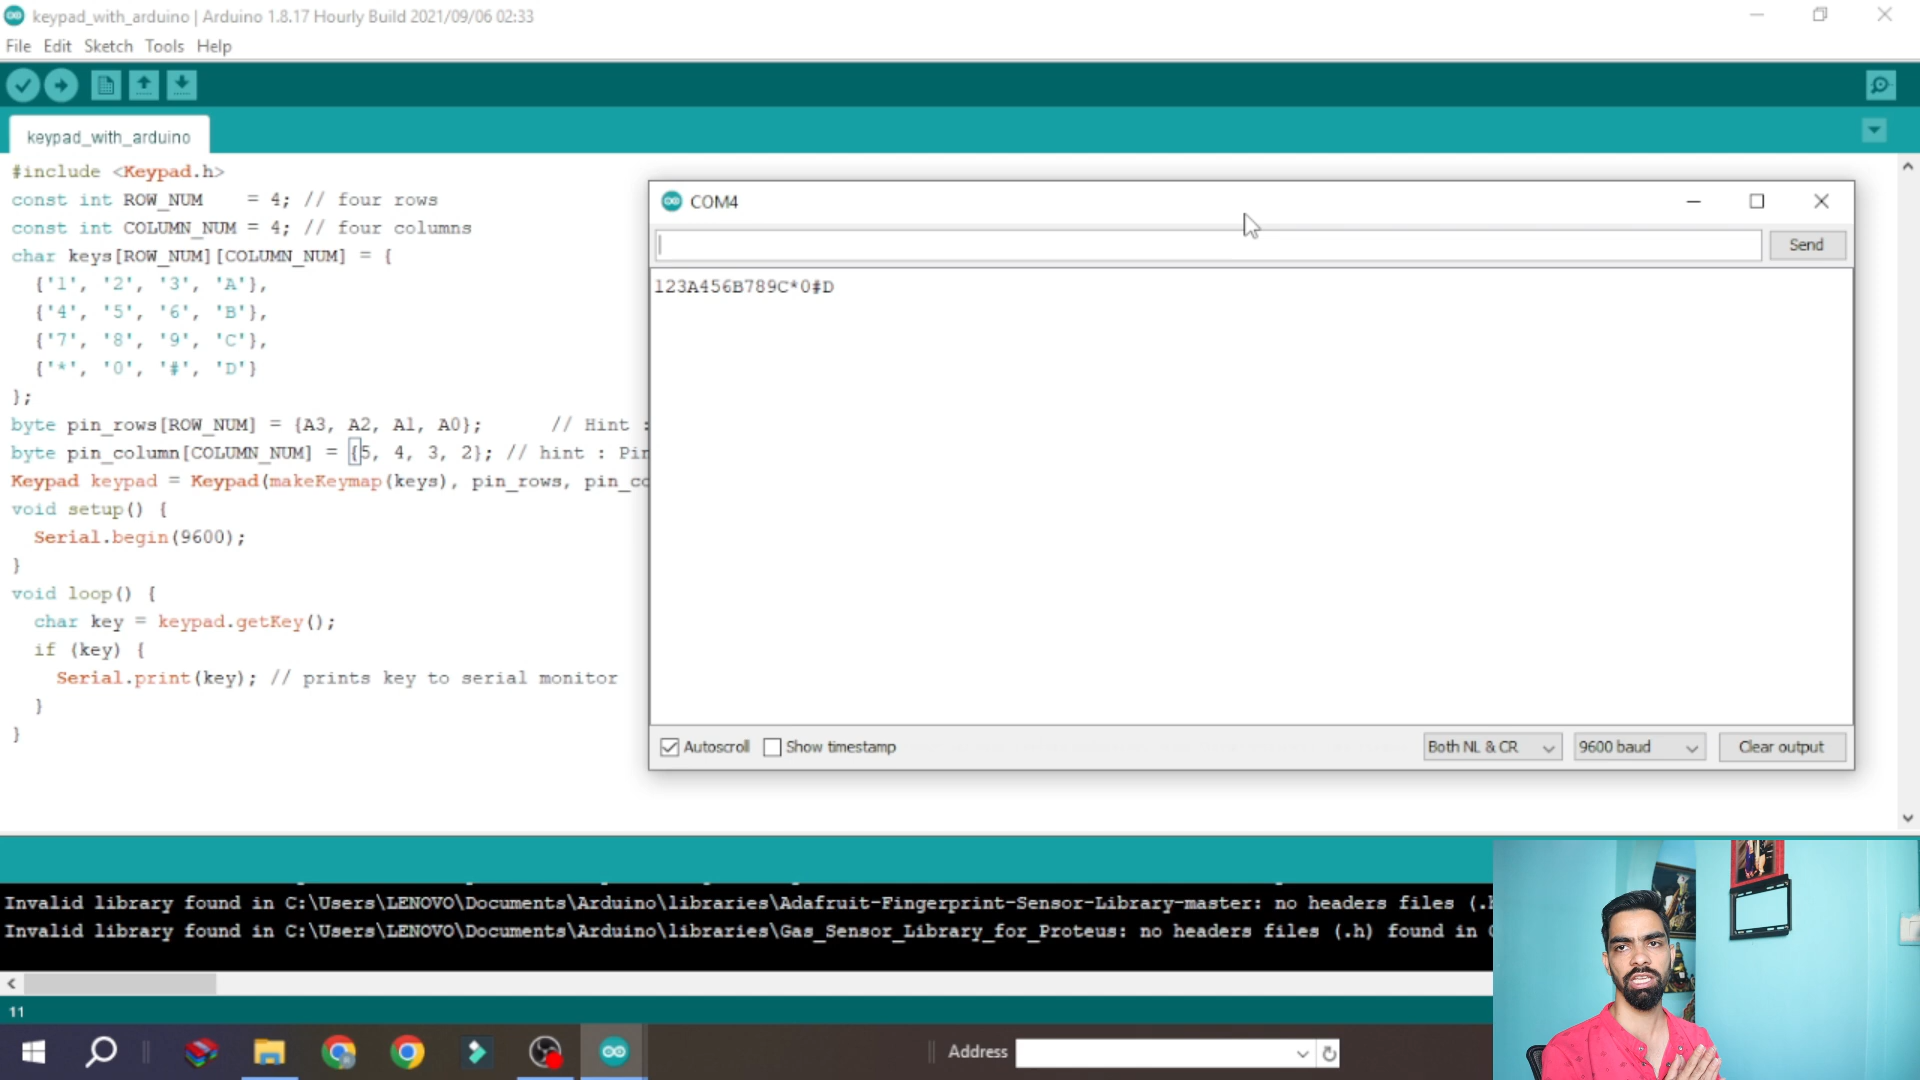 keypad_with_arduino | Arduino 1.8.17 Hourly Build 2021/09/06 02:33
File Edit Sketch Tools Help
keypad_with_arduino
#include <Keypad.h>
const int ROW_NUM    = 4; // four rows
const int COLUMN_NUM = 4; // four columns
char keys[ROW_NUM][COLUMN_NUM] = {
  {'1', '2', '3', 'A'},
  {'4', '5', '6', 'B'},
  {'7', '8', '9', 'C'},
  {'*', '0', '#', 'D'}
};
byte pin_rows[ROW_NUM] = {A3, A2, A1, A0};      // Hint :
byte pin_column[COLUMN_NUM] = {5, 4, 3, 2}; // hint : Pin
Keypad keypad = Keypad(makeKeymap(keys), pin_rows, pin_co
void setup() {
  Serial.begin(9600);
}
void loop() {
  char key = keypad.getKey();
  if (key) {
    Serial.print(key); // prints key to serial monitor
  }
}
COM4
Send
123A456B789C*0#D
Autoscroll Show timestamp Both NL & CR 9600 baud Clear output
Invalid library found in C:\Users\LENOVO\Documents\Arduino\libraries\Adafruit-Fingerprint-Sensor-Library-master: no headers files (.h
Invalid library found in C:\Users\LENOVO\Documents\Arduino\libraries\Gas_Sensor_Library_for_Proteus: no headers files (.h) found in C
11
Address